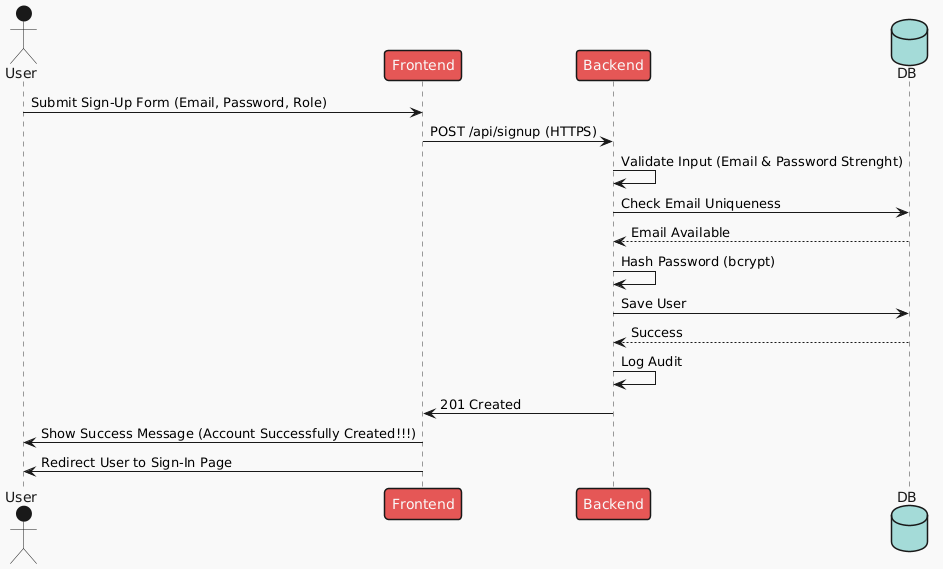 User
Frontend
Backend
DB
Submit Sign-Up Form (Email, Password, Role)
POST /api/signup (HTTPS)
Validate Input (Email & Password Strenght)
Check Email Uniqueness
Email Available
Hash Password (bcrypt)
Save User
Success
Log Audit
201 Created
Show Success Message (Account Successfully Created!!!)
Redirect User to Sign-In Page
User
Frontend
Backend
DB